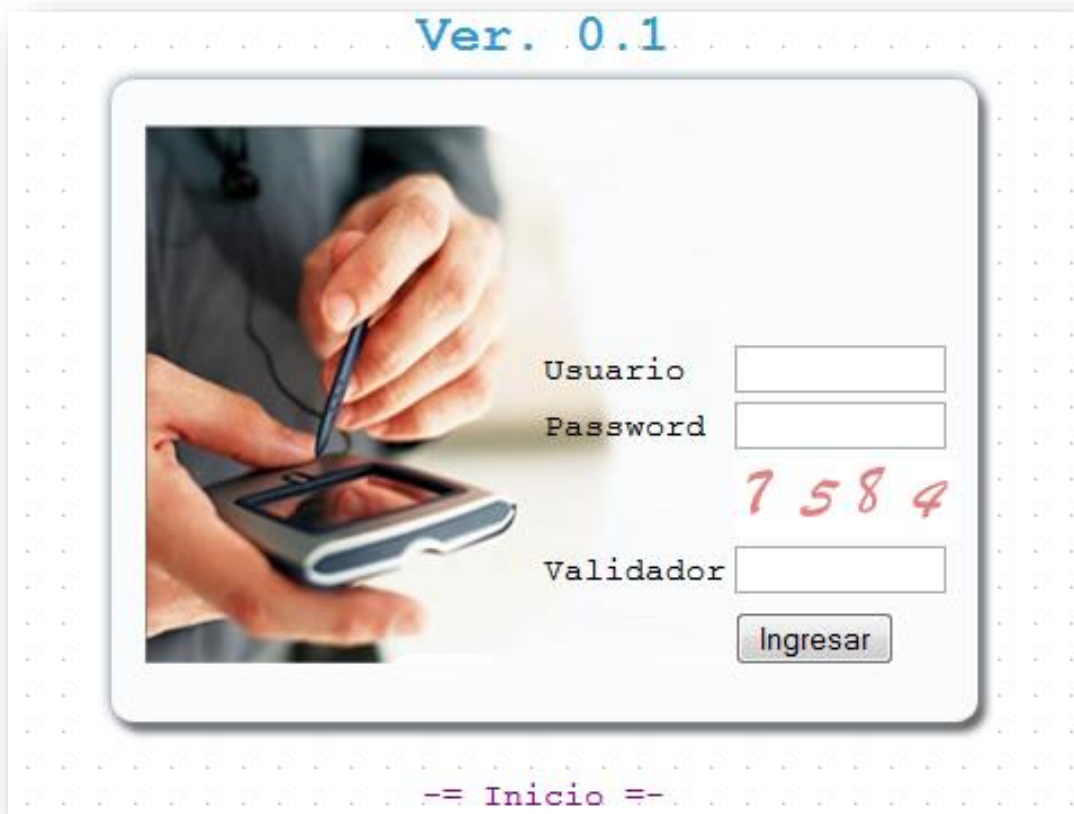 Ver. 0.1
Usuario
Password
7 5 8 4
Validador
Ingresar
-= Inicio =-